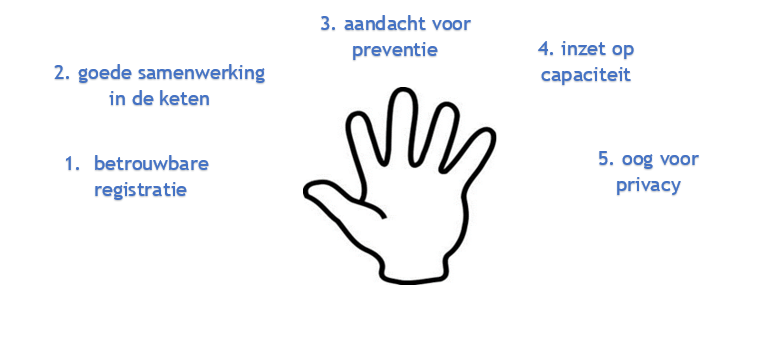 1. betrouwbare
registratie
2. goede samenwerking
in de keten
3. aandacht voor
preventie
4. inzet op
capaciteit
5. oog voor
privacy